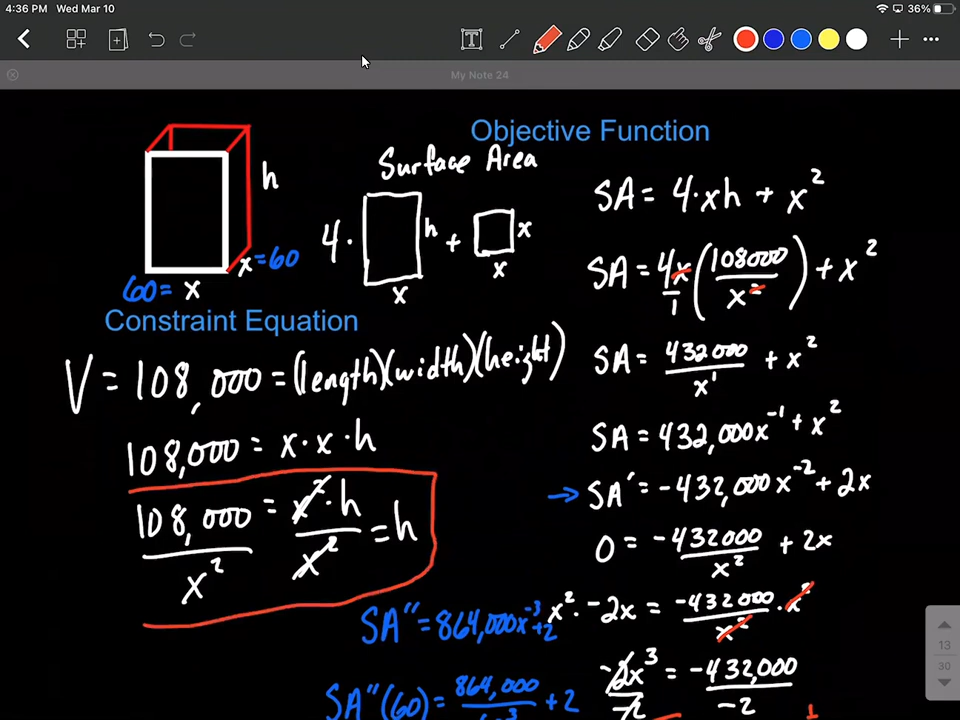 4:36 PM Wed Mar 10
36%
My Note 24
Objective Function
Surface Area
h
4 · h + x
x x
x =60
60= x
SA = 4·xh + x²
SA = 4x/1 (108000/x²) + x²
Constraint Equation
SA = 432000/x¹ + x²
V = 108,000 = (length)(width)(height)
SA = 432,000x⁻¹ + x²
108,000 = x·x·h
→ SA′ = -432,000x⁻² + 2x
108,000/x² = x²·h/x² = h
0 = -432000/x² + 2x
x²· -2x = -432000/x² ·x²
SA″ = 864,000x⁻³+2
-2x³/-2 = -432,000/-2
SA″(60) = 864,000/60³ + 2
13
30